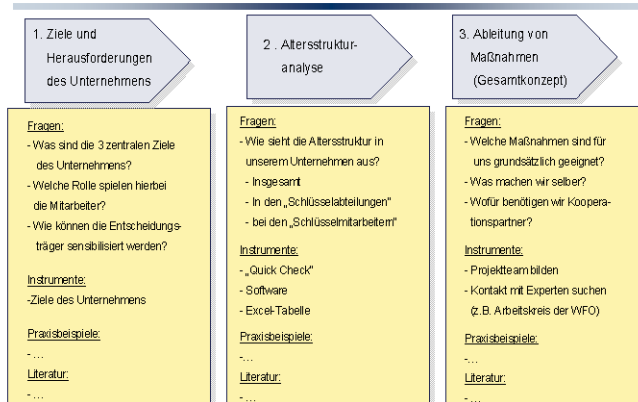 1. Ziele und
Herausforderungen
des Unternehmens
Fragen:
- Was sind die 3 zentralen Ziele
des Unternehmens?
- Welche Rolle spielen hierbei
die Mitarbeiter?
- Wie können die Entscheidungs-
träger sensibilisiert werden?
Instrumente:
-Ziele des Unternehmens
Praxisbeispiele:
- ...
Literatur:
- ...
2 . Altersstruktur-
analyse
Fragen:
- Wie sieht die Altersstruktur in
unserem Unternehmen aus?
- Insgesamt
- In den „Schlüsselabteilungen"
- bei den „Schlüsselmitarbeitern"
Instrumente:
- „Quick Check"
- Software
- Excel-Tabelle
Praxisbeispiele:
-...
Literatur:
- ...
3. Ableitung von
Maßnahmen
(Gesamtkonzept)
Fragen:
- Welche Maßnahmen sind für
uns grundsätzlich geeignet?
- Was machen wir selber?
- Wofür benötigen wir Koopera-
tionspartner?
Instrumente:
- Projektteam bilden
- Kontakt mit Experten suchen
(z.B. Arbeitskreis der WFO)
Praxisbeispiele:
- ...
Literatur:
- ...